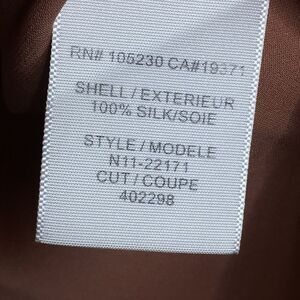 RN# 105230 CA#19371
SHELL / EXTERIEUR
100% SILK/SOIE
STYLE / MODELE
N11-22171
CUT / COUPE
402298